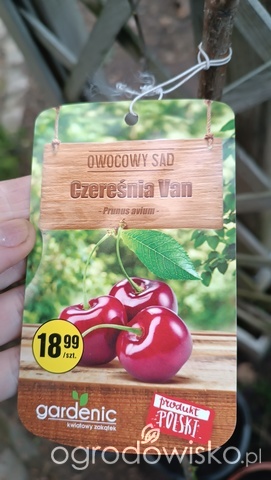 OWOCOWY SAD
Czereśnia Van
- Prunus avium -
18 99
/szt.
gardenic
kwiatowy zakątek
produkt
POLSKI
ogrodowisko.pl